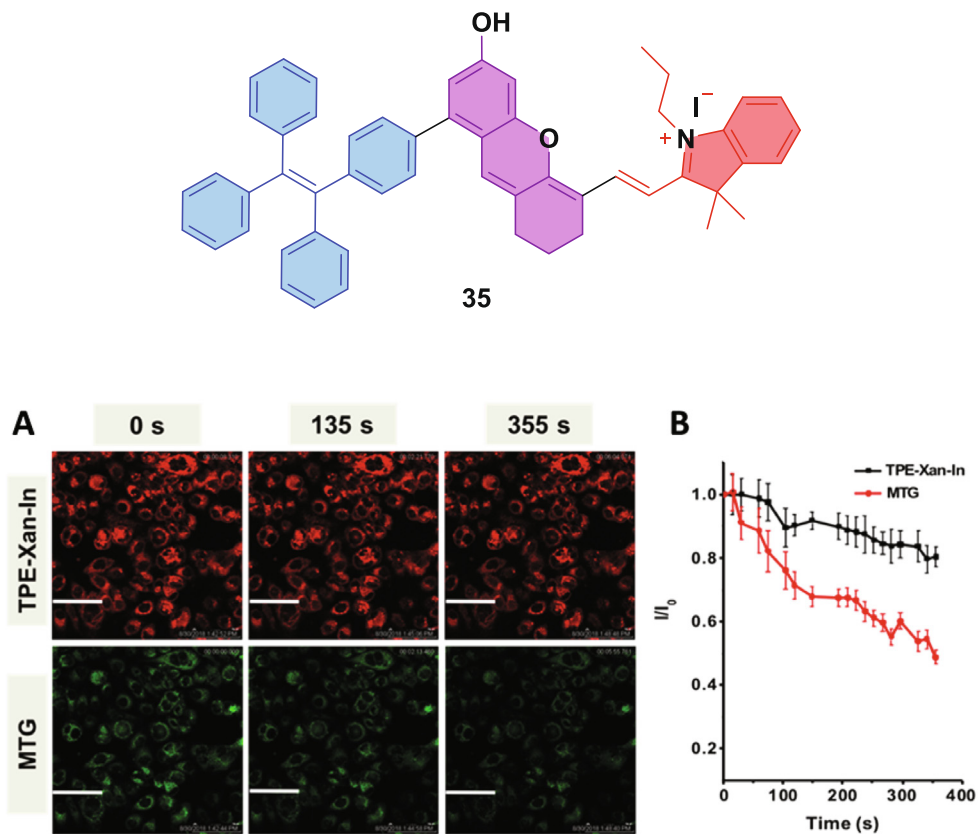 OH
I−
+ N
O
35
A
0 s
135 s
355 s
B
TPE-Xan-In
MTG
TPE-Xan-In
MTG
1.0
0.8
0.6
0.4
0.2
I/I0
0
100
200
300
400
Time (s)